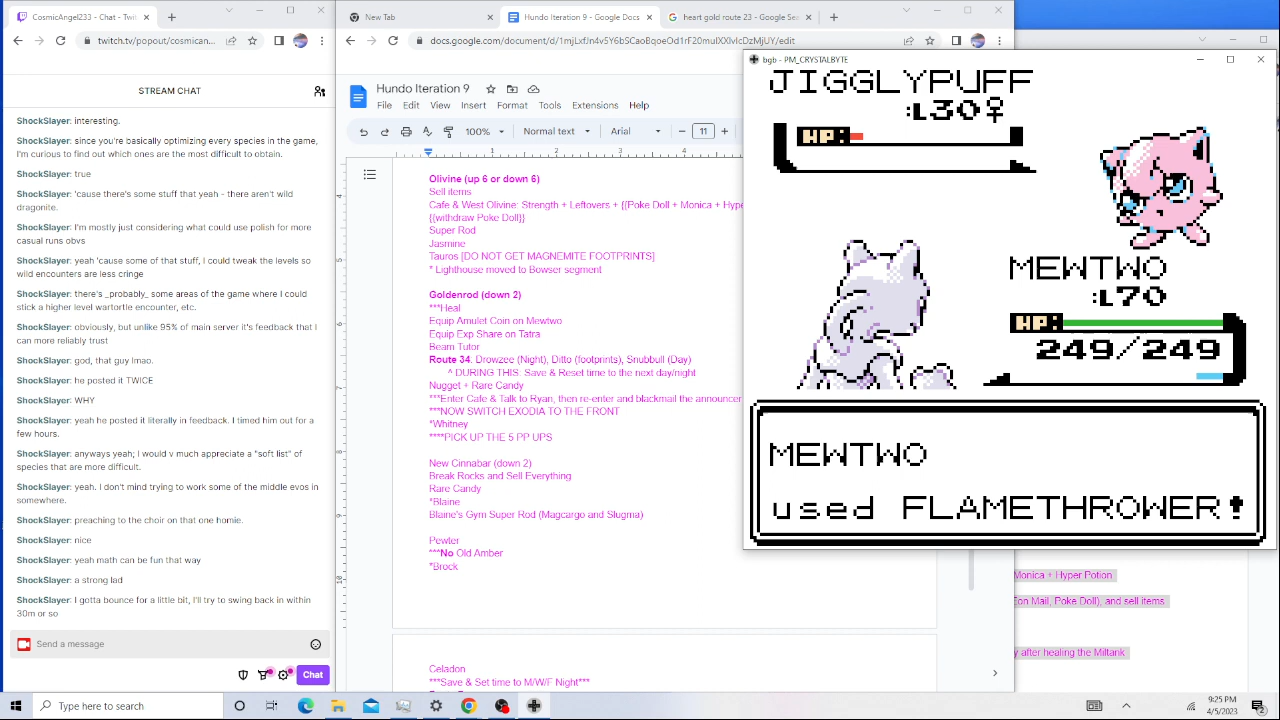 CosmicAngel233 - Chat - Twit
twitch.tv/popout/cosmican...
STREAM CHAT
ShockSlayer: interesting.
ShockSlayer: since you're basically optimizing every species in the game,
I'm curious to find out which ones are the most difficult to obtain.
ShockSlayer: true
ShockSlayer: 'cause there's some stuff that yeah - there aren't wild
dragonite.
ShockSlayer: I'm mostly just considering what could use polish for more
casual runs obvs
ShockSlayer: yeah 'cause some of that stuff, I could tweak the levels so
wild encounters are less cringe
ShockSlayer: there's _probably_ some areas of the game where I could
stick a higher level wartortle encounter, etc.
ShockSlayer: obviously, but unlike 95% of main server it's feedback that I
can more reliably trust
ShockSlayer: god, that guy lmao.
ShockSlayer: he posted it TWICE
ShockSlayer: WHY
ShockSlayer: yeah he posted it literally in feedback. I timed him out for a
few hours.
ShockSlayer: anyways yeah; I would v much appreciate a "soft list" of
species that are more difficult.
ShockSlayer: yeah. I don't mind trying to work some of the middle evos in
somewhere.
ShockSlayer: preaching to the choir on that one homie.
ShockSlayer: nice
ShockSlayer: yeah math can be fun that way
ShockSlayer: a strong lad
ShockSlayer: I gotta bounce for a little bit, I'll try to swing back in within
30m or so
Send a message
Chat
New Tab
Hundo Iteration 9 - Google Docs
heart gold route 23 - Google Sea
Hundo Iteration 9
File Edit View Insert Format Tools Extensions Help
100% Normal text Arial 11
1 2 3 4
Olivine (up 6 or down 6)
Sell items
Cafe & West Olivine: Strength + Leftovers + {{Poke Doll + Monica + Hype
{{withdraw Poke Doll}}
Super Rod
Jasmine
Tauros [DO NOT GET MAGNEMITE FOOTPRINTS]
* Lighthouse moved to Bowser segment
Goldenrod (down 2)
***Heal
Equip Amulet Coin on Mewtwo
Equip Exp Share on Tatra
Beam Tutor
Route 34: Drowzee (Night), Ditto (footprints), Snubbull (Day)
^ DURING THIS: Save & Reset time to the next day/night
Nugget + Rare Candy
***Enter Cafe & Talk to Ryan, then re-enter and blackmail the announcer
***NOW SWITCH EXODIA TO THE FRONT
*Whitney
****PICK UP THE 5 PP UPS
New Cinnabar (down 2)
Break Rocks and Sell Everything
Rare Candy
*Blaine
Blaine's Gym Super Rod (Magcargo and Slugma)
Pewter
***No Old Amber
*Brock
Celadon
***Save & Set time to M/W/F Night***
bgb - PM_CRYSTALBYTE
JIGGLYPUFF
:L30♀
HP:
MEWTWO
:L70
HP:
249/249
MEWTWO
used FLAMETHROWER!
Monica + Hyper Potion
Eon Mail, Poke Doll), and sell items
y after healing the Miltank
Type here to search
9:25 PM
4/5/2023
2